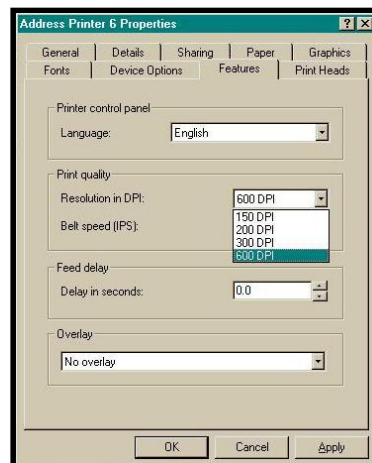 Address Printer 6 Properties
General Details Sharing Paper Graphics
Fonts Device Options Features Print Heads
Printer control panel
Language: English
Print quality
Resolution in DPI: 600 DPI
150 DPI
200 DPI
Belt speed (IPS):
300 DPI
600 DPI
Feed delay
Delay in seconds: 0.0
Overlay
No overlay
OK Cancel Apply